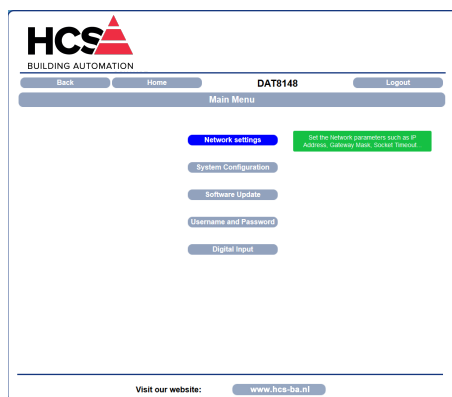 HCS
BUILDING AUTOMATION
Back
Home
DAT8148
Logout
Main Menu
Network settings
Set the Network parameters such as IP
Address, Gateway Mask, Socket Timeout...
System Configuration
Software Update
Username and Password
Digital Input
Visit our website:
www.hcs-ba.nl